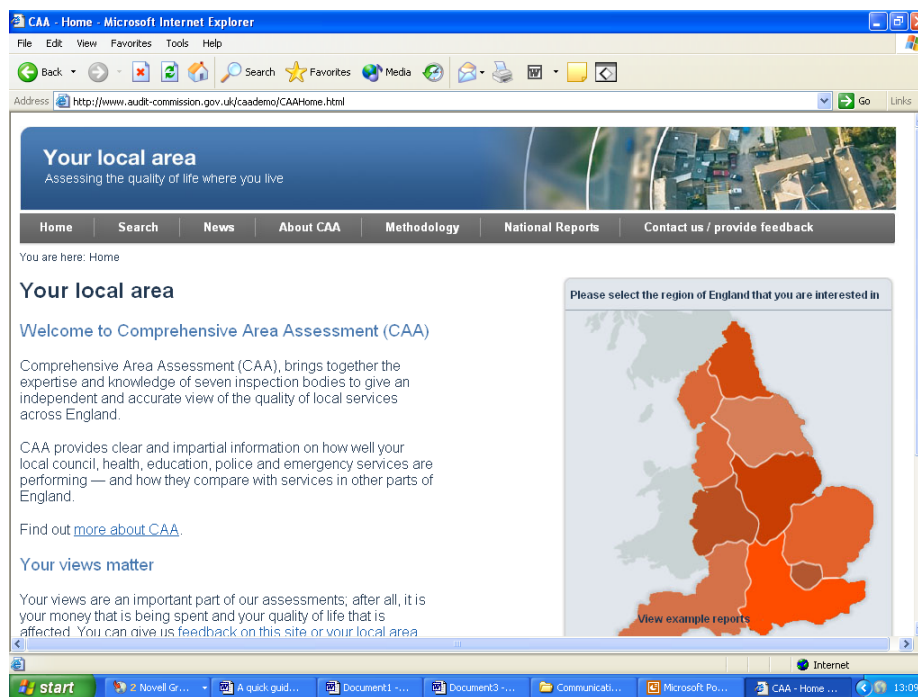 CAA - Home - Microsoft Internet Explorer
File Edit View Favorites Tools Help
Back Search Favorites Media
Address http://www.audit-commission.gov.uk/caademo/CAAHome.html Go Links
Your local area
Assessing the quality of life where you live
Home Search News About CAA Methodology National Reports Contact us / provide feedback
You are here: Home
Your local area
Welcome to Comprehensive Area Assessment (CAA)
Comprehensive Area Assessment (CAA), brings together the
expertise and knowledge of seven inspection bodies to give an
independent and accurate view of the quality of local services
across England.
CAA provides clear and impartial information on how well your
local council, health, education, police and emergency services are
performing — and how they compare with services in other parts of
England.
Find out more about CAA.
Your views matter
Your views are an important part of our assessments; after all, it is
your money that is being spent and your quality of life that is
affected. You can give us feedback on this site or your local area
Please select the region of England that you are interested in
View example reports
Internet
start 2 Novell Gr... A quick guid... Document1 -... Document3 -... Communicati... Microsoft Po... CAA - Home ... 13:09